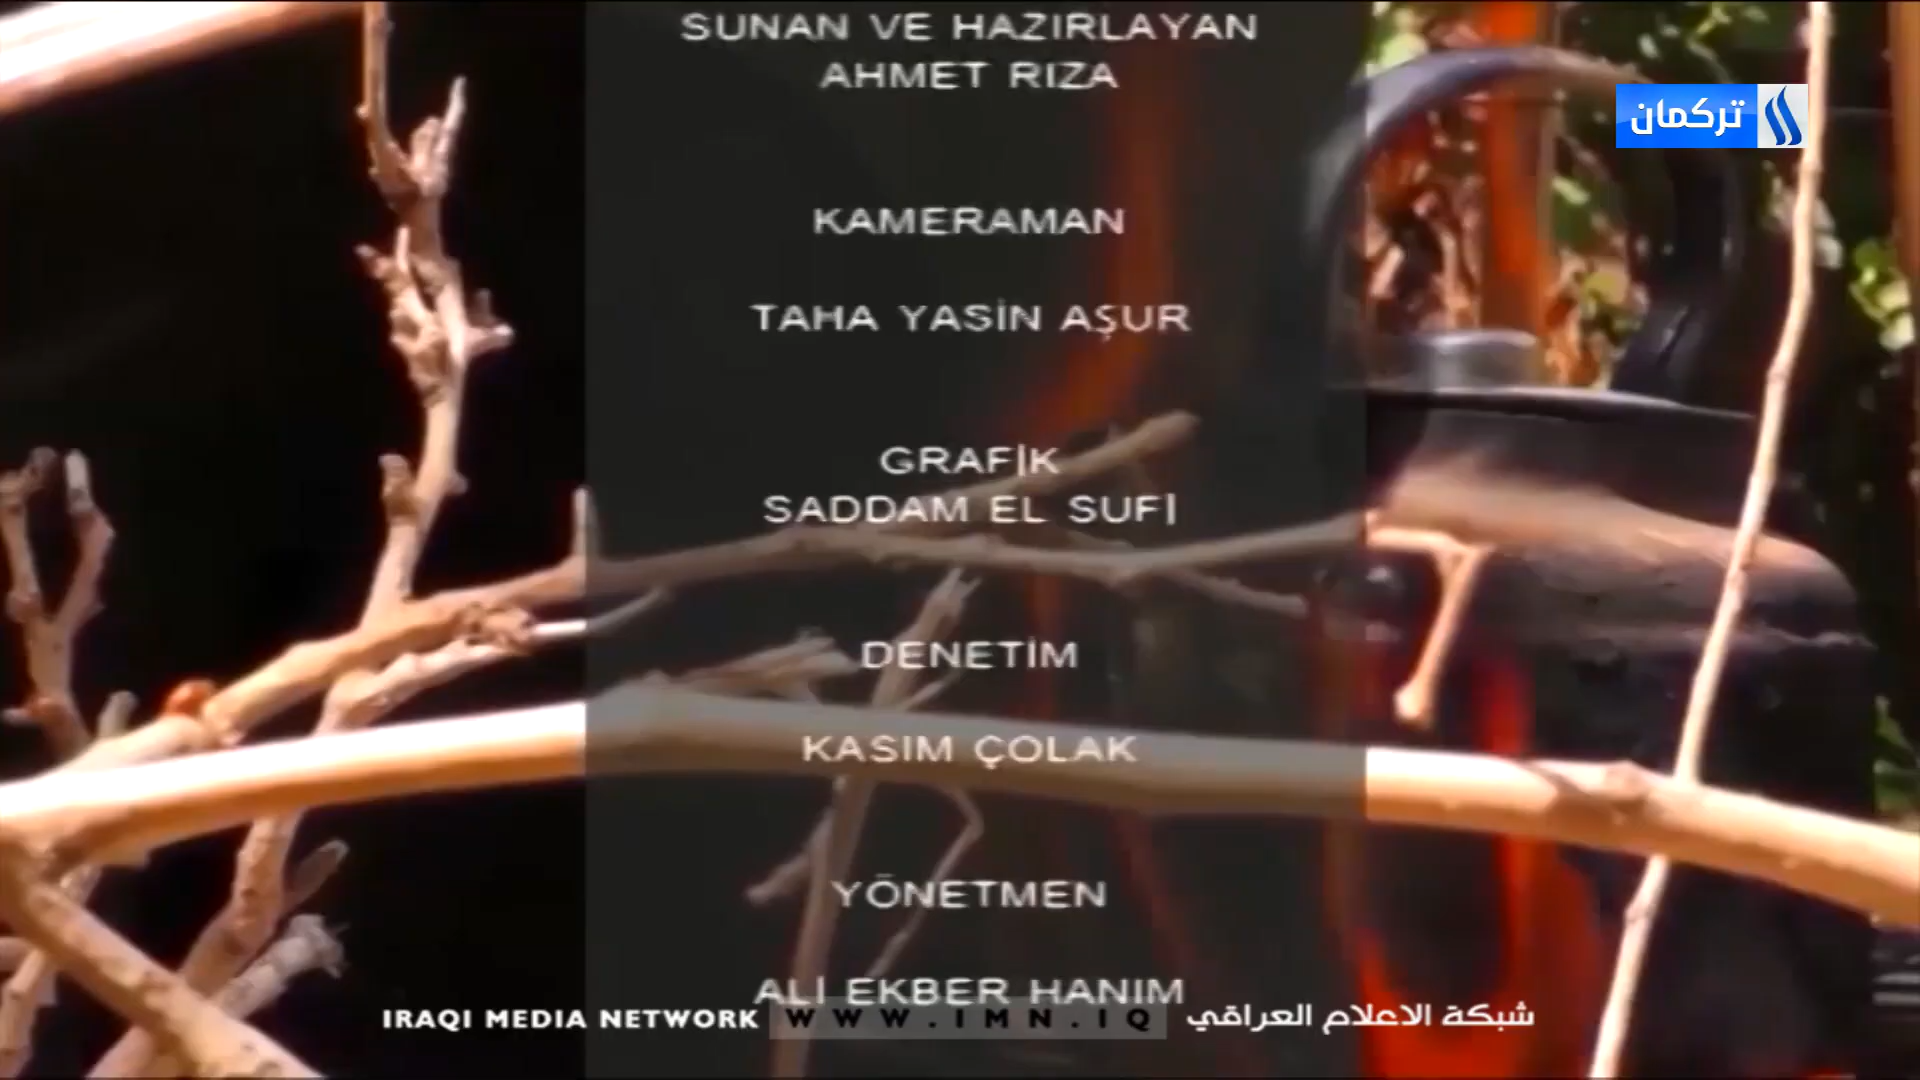 SUNAN VE HAZIRLAYAN
AHMET RIZA
تركمان
KAMERAMAN
TAHA YASİN AŞUR
GRAFİK
SADDAM EL SUFİ
DENETİM
KASIM ÇOLAK
YÖNETMEN
ALİ EKBER HANIM
IRAQI MEDIA NETWORK WWW.IMN.IQ شبكة الاعلام العراقي